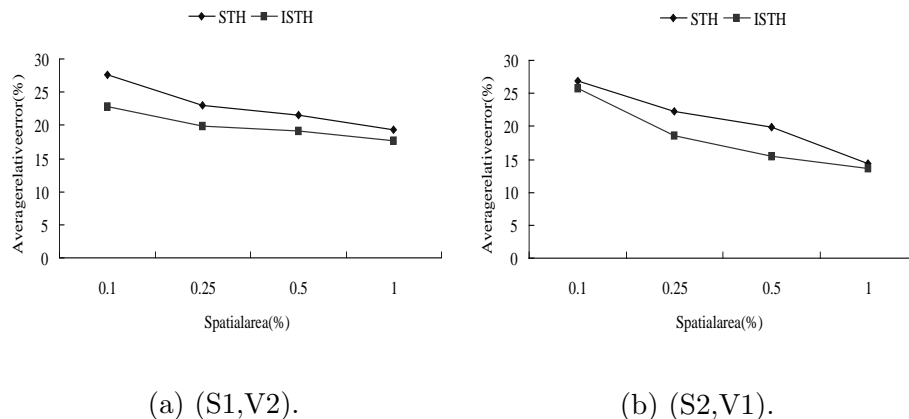 STH ISTH
Averagerelativeerror(%)
30
25
20
15
10
5
0
0.1 0.25 0.5 1
Spatialarea(%)
(a) (S1,V2).
STH ISTH
Averagerelativeerror(%)
30
25
20
15
10
5
0
0.1 0.25 0.5 1
Spatialarea(%)
(b) (S2,V1).